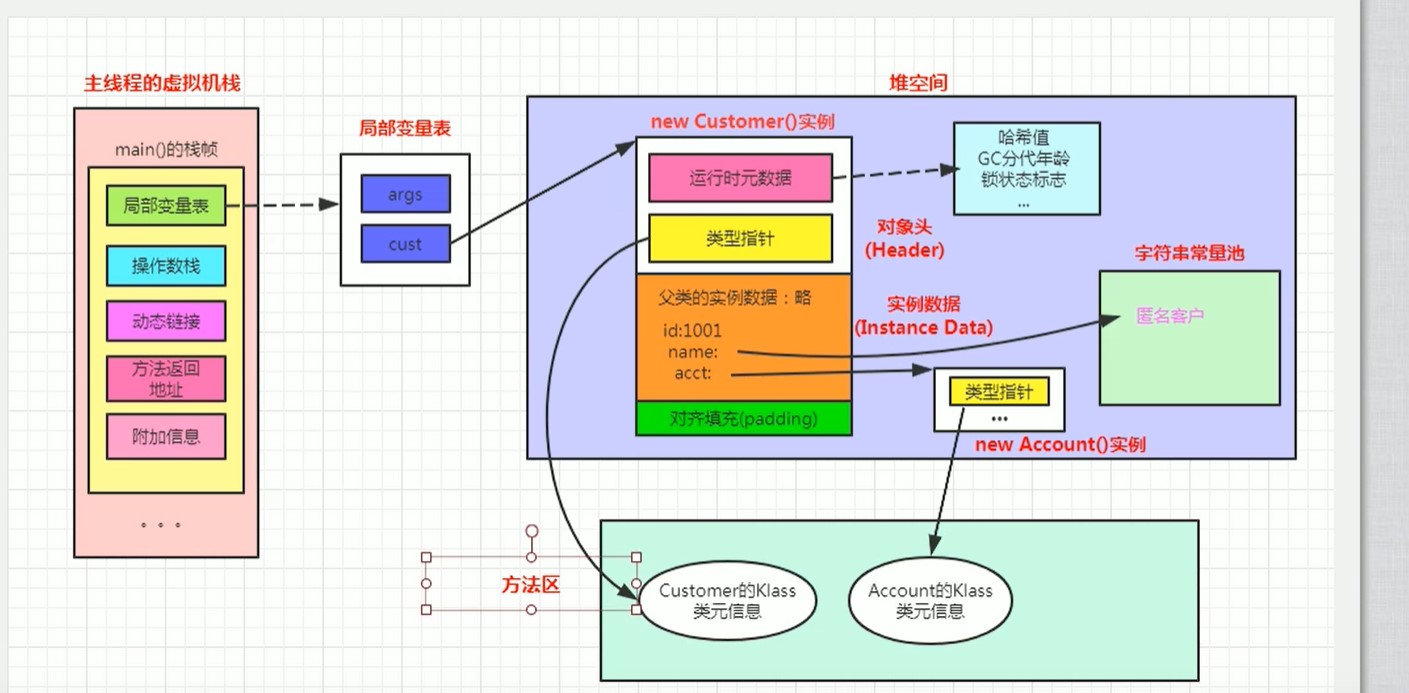 主线程的虚拟机栈
main()的栈帧
局部变量表
操作数栈
动态链接
方法返回
地址
附加信息
。。。
局部变量表
args
cust
堆空间
new Customer()实例
运行时元数据
类型指针
哈希值
GC分代年龄
锁状态标志
...
对象头
(Header)
父类的实例数据：略
id:1001
name:
acct:
实例数据
(Instance Data)
对齐填充(padding)
字符串常量池
匿名客户
类型指针
...
new Account()实例
方法区
Customer的Klass
类元信息
Account的Klass
类元信息